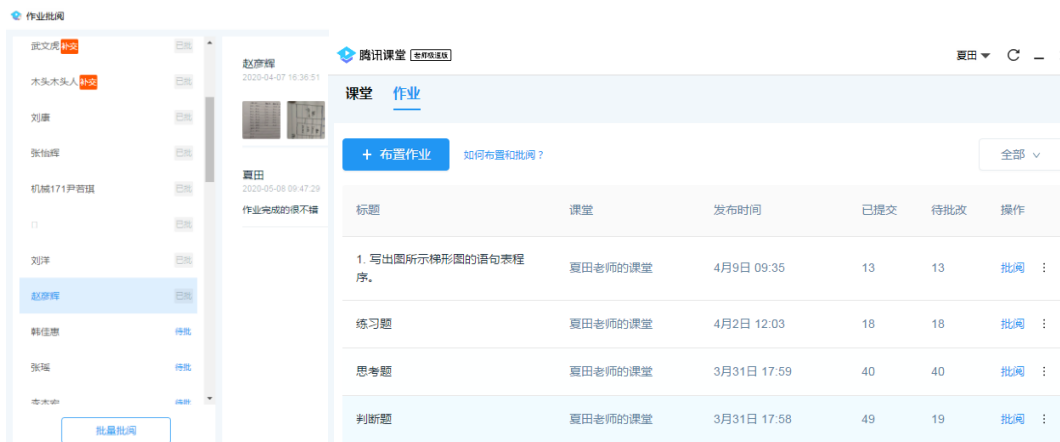 作业批阅
武文虎 补交 已批
木头木头人 补交 已批
刘康 已批
张怡辉 已批
机械171尹若琪 已批
已批
刘洋 已批
赵彦辉 已批
韩佳惠 待批
张瑶 待批
待批
批量批阅
赵彦辉
2020-04-07 16:36:51
夏田
2020-05-09 09:47:29
作业完成的很不错
腾讯课堂 老师极速版
夏田
课堂 作业
+ 布置作业 如何布置和批阅？ 全部
标题 课堂 发布时间 已提交 待批改 操作
1. 写出图所示梯形图的语句表程
序。 夏田老师的课堂 4月9日 09:35 13 13 批阅
练习题 夏田老师的课堂 4月2日 12:03 18 18 批阅
思考题 夏田老师的课堂 3月31日 17:59 40 40 批阅
判断题 夏田老师的课堂 3月31日 17:58 49 19 批阅